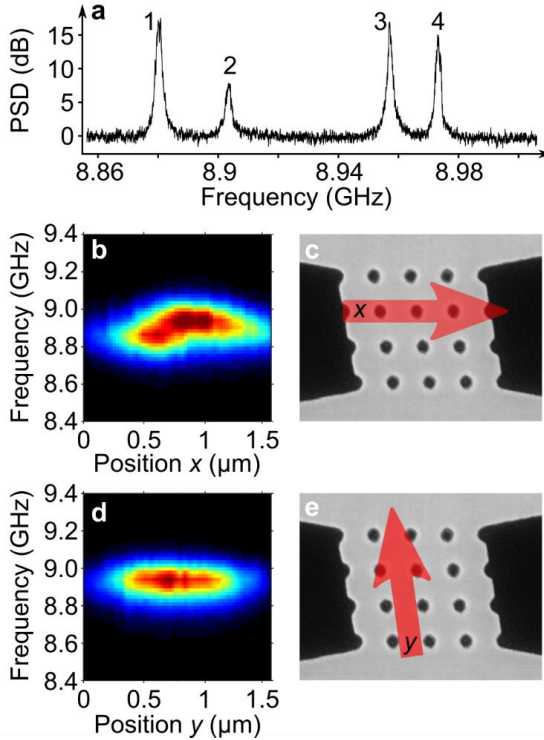 a
PSD (dB)
15
10
5
0
1
2
3
4
8.86
8.9
8.94
8.98
Frequency (GHz)
b
Frequency (GHz)
9.4
9.2
9.0
8.8
8.6
8.4
0
0.5
1
1.5
Position x (μm)
c
x
d
Frequency (GHz)
9.4
9.2
9.0
8.8
8.6
8.4
0
0.5
1
1.5
Position y (μm)
e
y